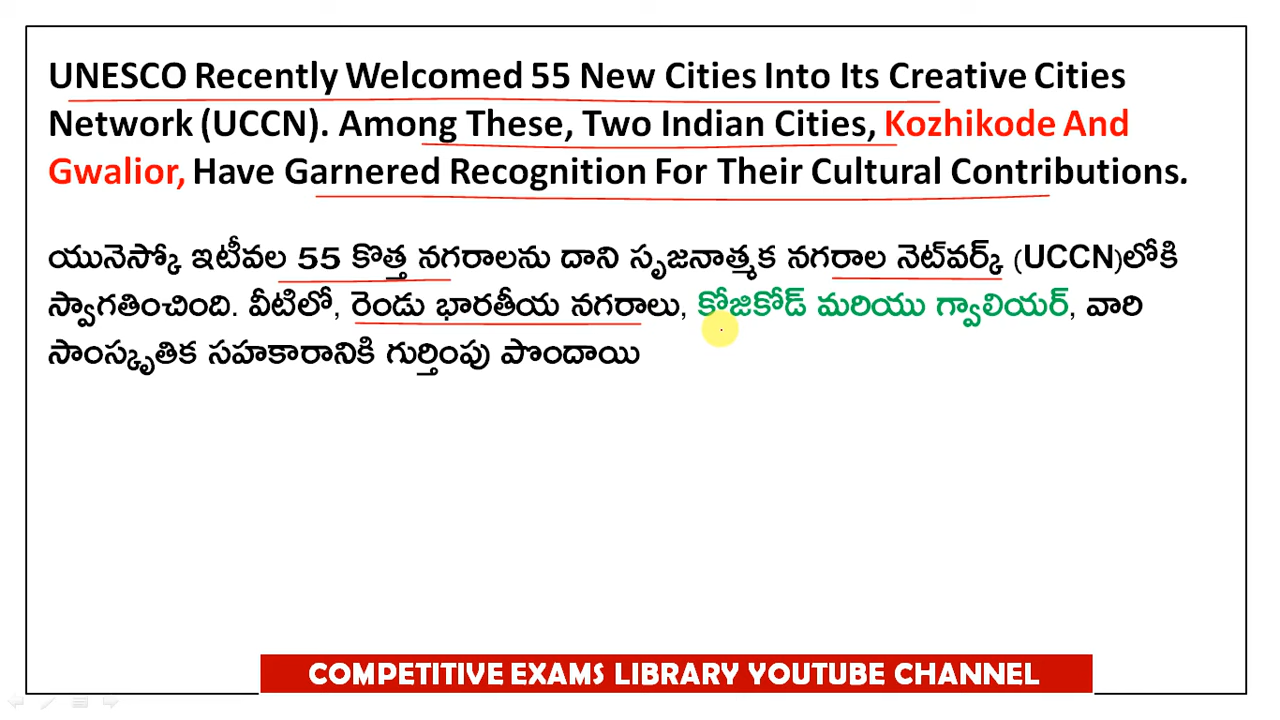 UNESCO Recently Welcomed 55 New Cities Into Its Creative Cities
Network (UCCN). Among These, Two Indian Cities, Kozhikode And
Gwalior, Have Garnered Recognition For Their Cultural Contributions.
యునెస్కో ఇటీవల 55 కొత్త నగరాలను దాని సృజనాత్మక నగరాల నెట్‌వర్క్ (UCCN)లోకి
స్వాగతించింది. వీటిలో, రెండు భారతీయ నగరాలు, కోజికోడ్ మరియు గ్వాలియర్, వారి
సాంస్కృతిక సహకారానికి గుర్తింపు పొందాయి
COMPETITIVE EXAMS LIBRARY YOUTUBE CHANNEL